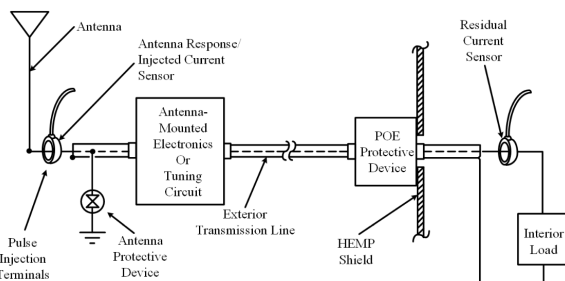 Antenna
Antenna Response/
Injected Current
Sensor
Residual
Current
Sensor
Antenna-
Mounted
Electronics
Or
Tuning
Circuit
POE
Protective
Device
Exterior
Transmission Line
Pulse
Injection
Terminals
Antenna
Protective
Device
HEMP
Shield
Interior
Load